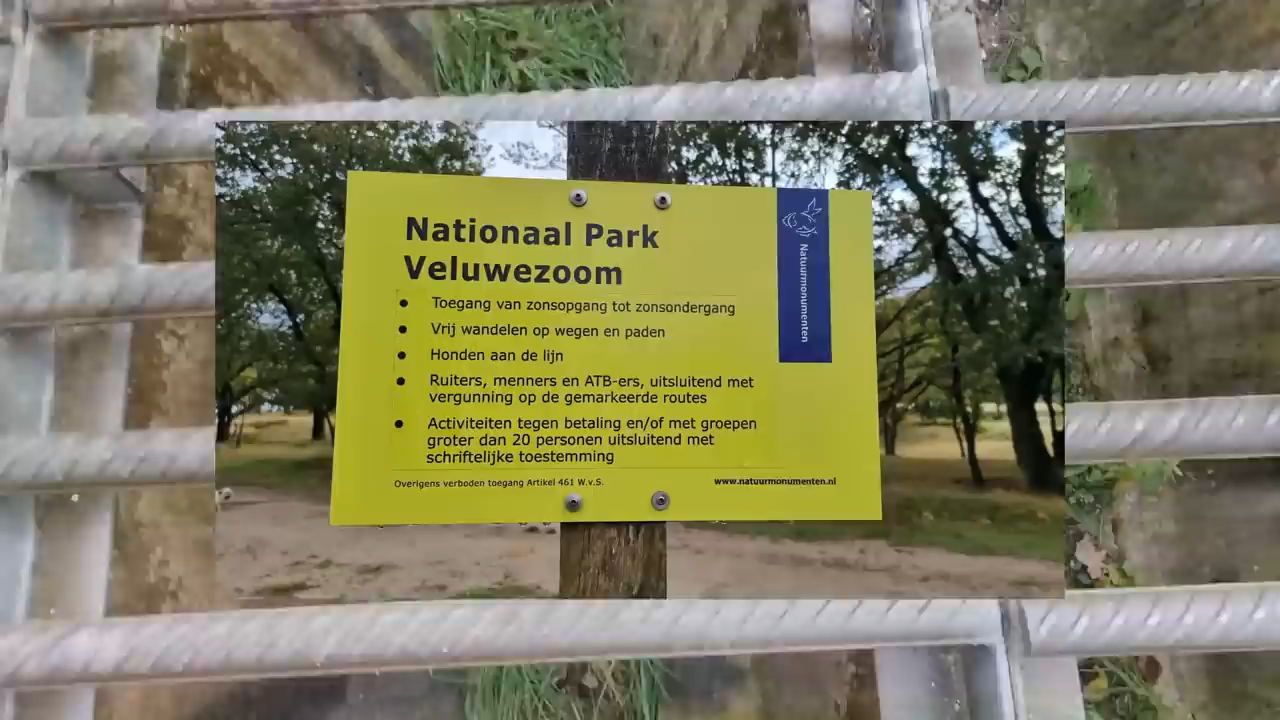 Nationaal Park
Veluwezoom
• Toegang van zonsopgang tot zonsondergang
• Vrij wandelen op wegen en paden
• Honden aan de lijn
• Ruiters, menners en ATB-ers, uitsluitend met
vergunning op de gemarkeerde routes
• Activiteiten tegen betaling en/of met groepen
groter dan 20 personen uitsluitend met
schriftelijke toestemming
Overigens verboden toegang Artikel 461 W.v.S.
www.natuurmonumenten.nl
Natuurmonumenten